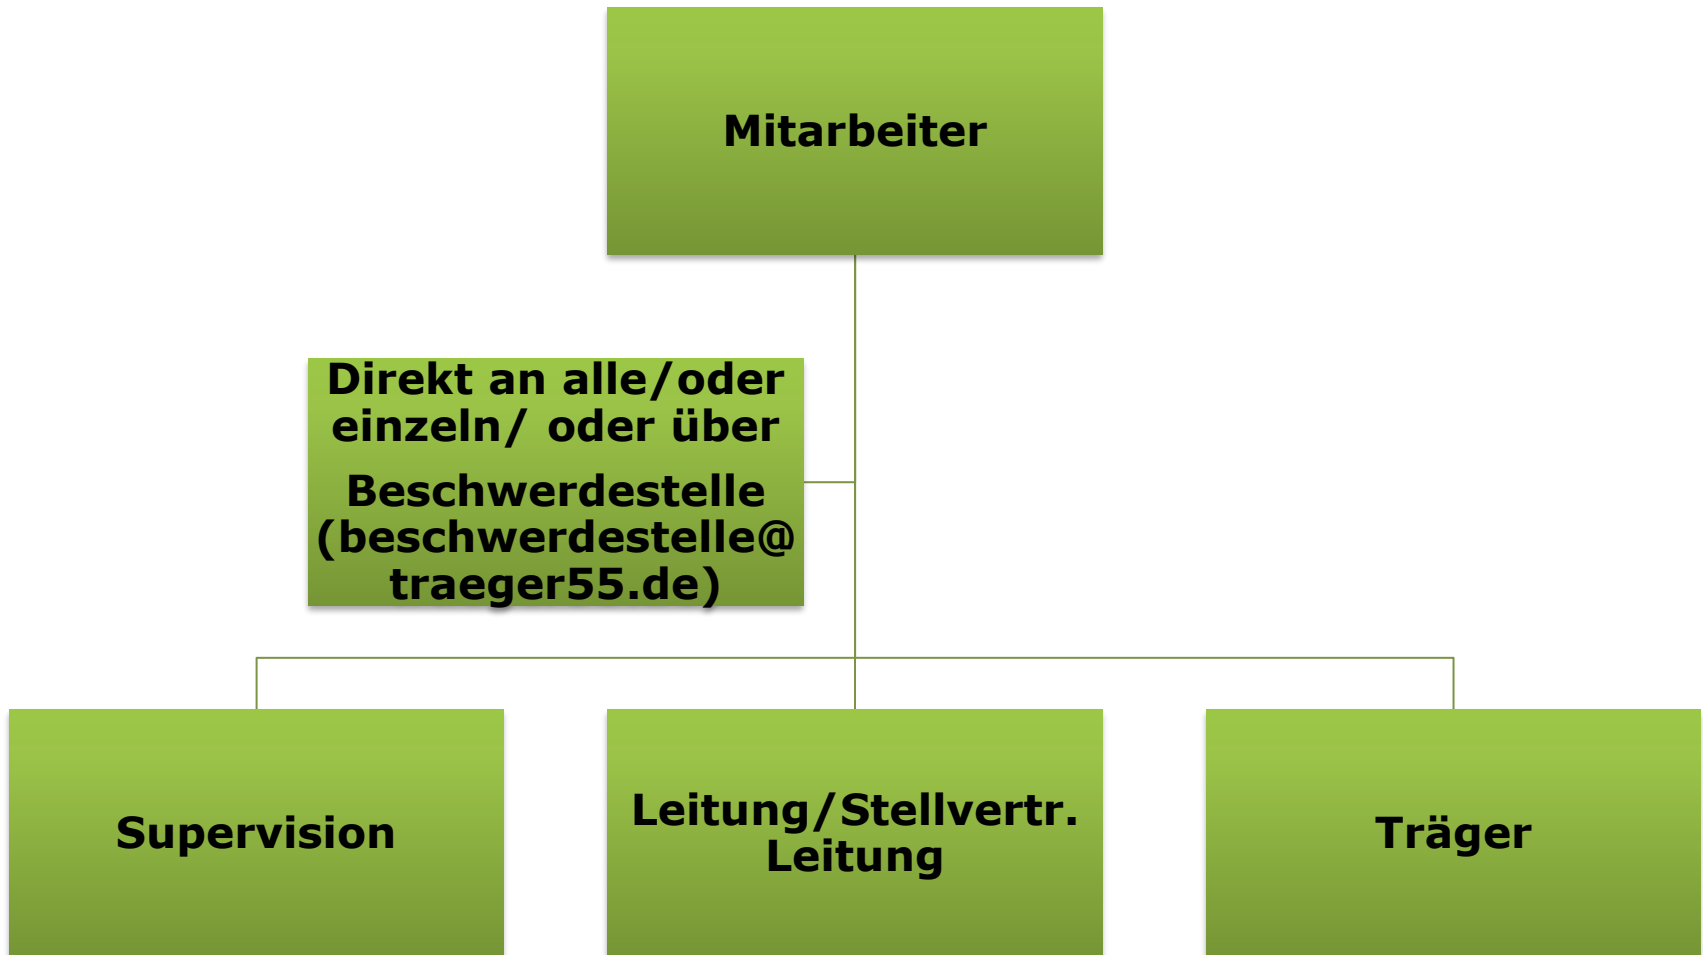 Mitarbeiter
Direkt an alle/oder
einzeln/ oder über
Beschwerdestelle
(beschwerdestelle@
traeger55.de)
Supervision
Leitung/Stellvertr.
Leitung
Träger